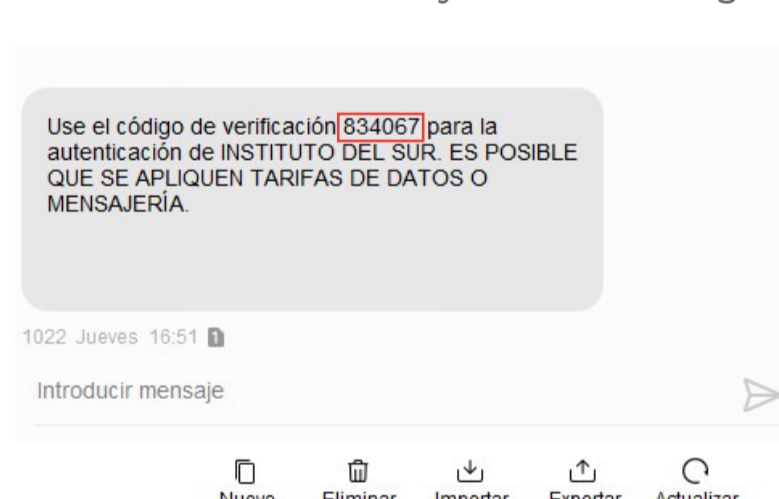 Use el código de verificación 834067 para la
autenticación de INSTITUTO DEL SUR. ES POSIBLE
QUE SE APLIQUEN TARIFAS DE DATOS O
MENSAJERÍA.
1022 Jueves 16:51 1
Introducir mensaje
Nuevo Eliminar Importar Exportar Actualizar